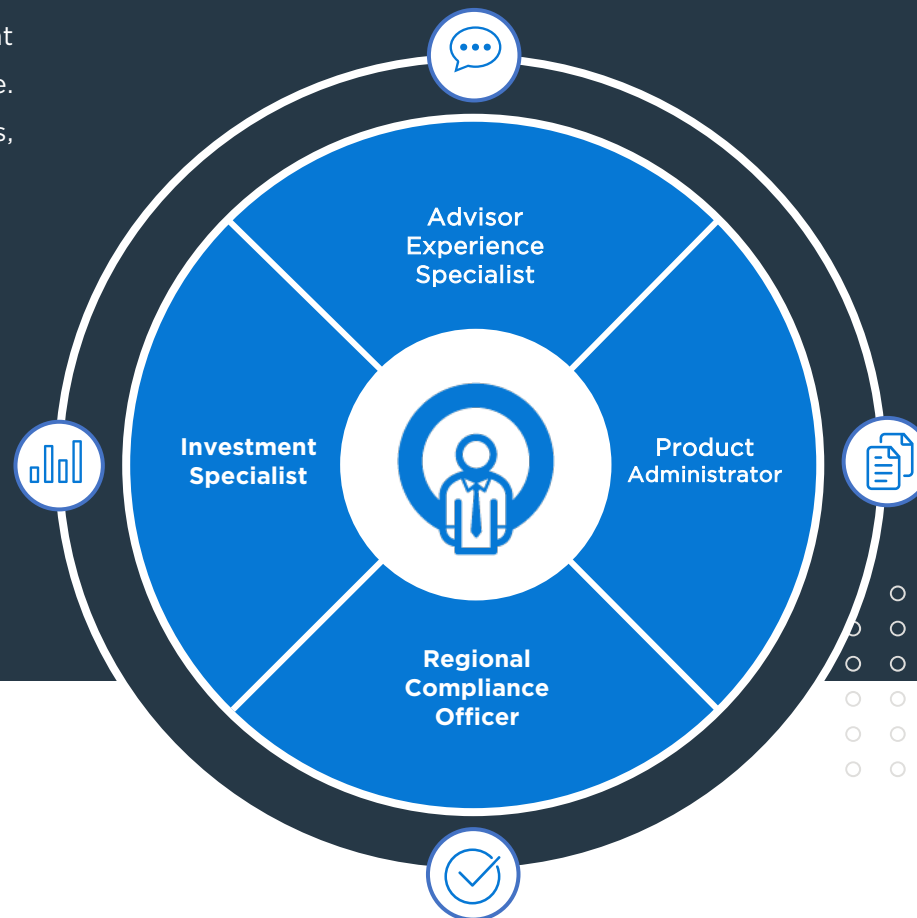 e.
s,
Advisor
Experience
Specialist
Investment
Specialist
Product
Administrator
Regional
Compliance
Officer